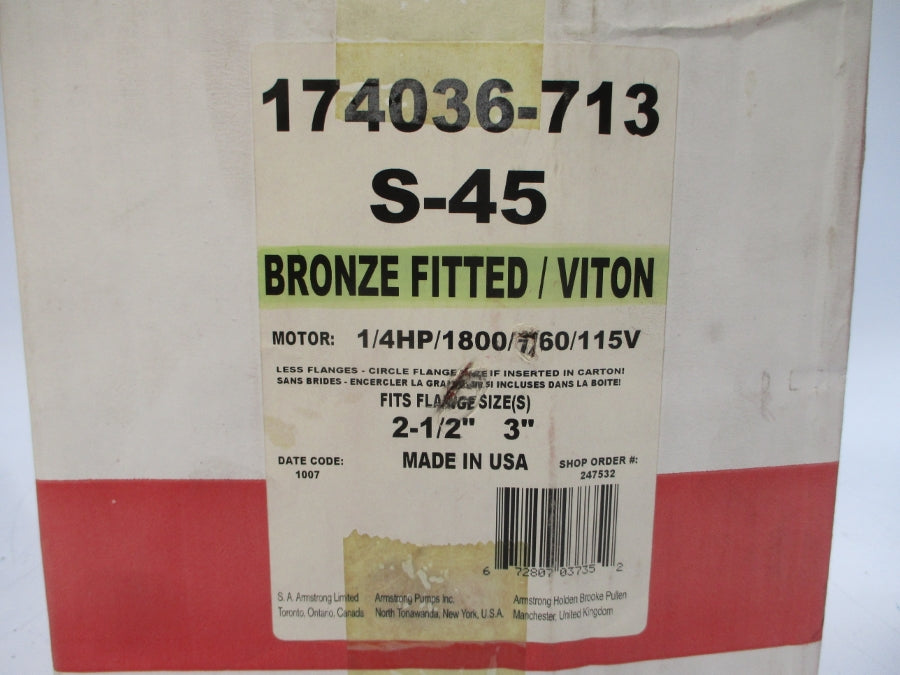 174036-713
S-45
BRONZE FITTED / VITON
MOTOR: 1/4HP/1800/1/60/115V
LESS FLANGES - CIRCLE FLANGE SIZE IF INSERTED IN CARTON!
SANS BRIDES - ENCERCLER LA SI INCLUSES DANS LA BOITE!
FITS FLANGE SIZE(S)
2-1/2" 3"
DATE CODE: MADE IN USA SHOP ORDER #:
1007 247532
6 72807 03735 2
S. A. Armstrong Limited Armstrong Pumps Inc. Armstrong Holden Brooke Pullen
Toronto, Ontario, Canada North Tonawanda, New York, U.S.A. Manchester, United Kingdom